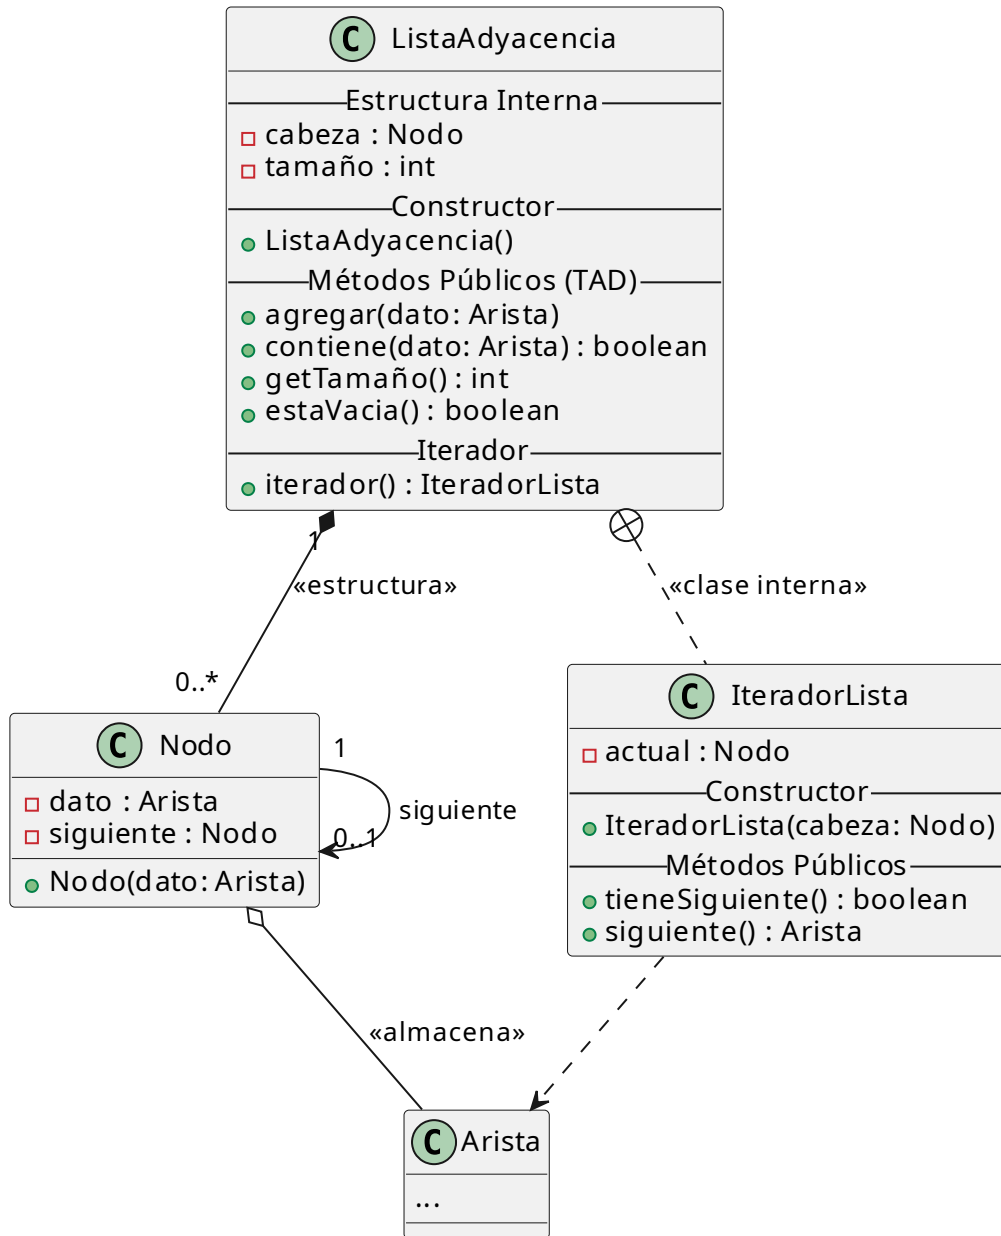 C ListaAdyacencia
Estructura Interna
cabeza : Nodo
tamaño : int
Constructor
ListaAdyacencia()
Métodos Públicos (TAD)
agregar(dato: Arista)
contiene(dato: Arista) : boolean
getTamaño() : int
estaVacia() : boolean
Iterador
iterador() : IteradorLista
1
«estructura»
«clase interna»
0..*
C IteradorLista
actual : Nodo
Constructor
IteradorLista(cabeza: Nodo)
Métodos Públicos
tieneSiguiente() : boolean
siguiente() : Arista
C Nodo
dato : Arista
siguiente : Nodo
Nodo(dato: Arista)
1
siguiente
0..1
«almacena»
C Arista
...